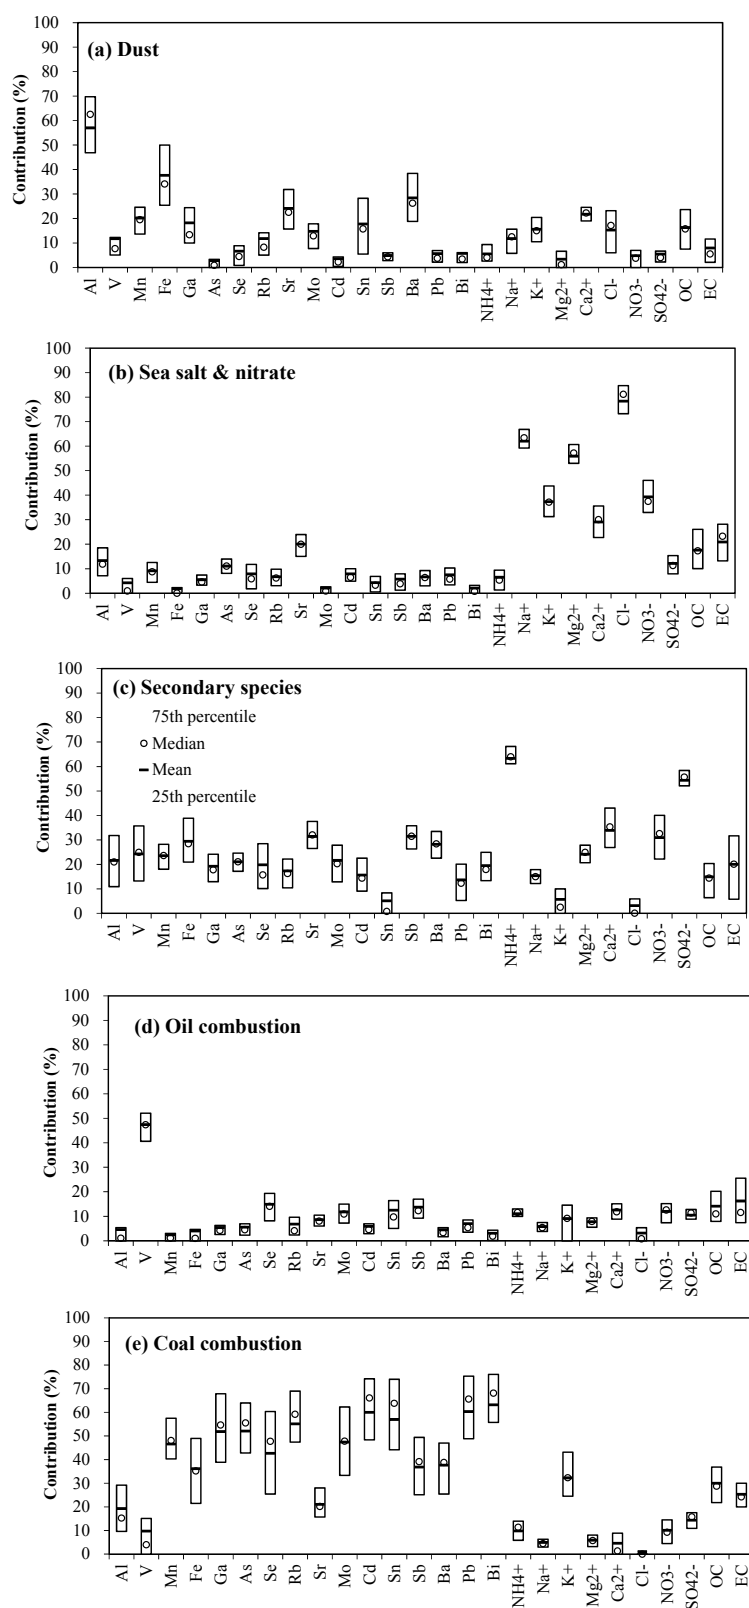 (a) Dust
Contribution (%)
100
90
80
70
60
50
40
30
20
10
0
Al V Mn Fe Ga As Se Rb Sr Mo Cd Sn Sb Ba Pb Bi NH4+ Na+ K+ Mg2+ Ca2+ Cl- NO3- SO42- OC EC
(b) Sea salt & nitrate
Contribution (%)
100
90
80
70
60
50
40
30
20
10
0
Al V Mn Fe Ga As Se Rb Sr Mo Cd Sn Sb Ba Pb Bi NH4+ Na+ K+ Mg2+ Ca2+ Cl- NO3- SO42- OC EC
(c) Secondary species
75th percentile
Median
Mean
25th percentile
Contribution (%)
100
90
80
70
60
50
40
30
20
10
0
Al V Mn Fe Ga As Se Rb Sr Mo Cd Sn Sb Ba Pb Bi NH4+ Na+ K+ Mg2+ Ca2+ Cl- NO3- SO42- OC EC
(d) Oil combustion
Contribution (%)
100
90
80
70
60
50
40
30
20
10
0
Al V Mn Fe Ga As Se Rb Sr Mo Cd Sn Sb Ba Pb Bi NH4+ Na+ K+ Mg2+ Ca2+ Cl- NO3- SO42- OC EC
(e) Coal combustion
Contribution (%)
100
90
80
70
60
50
40
30
20
10
0
Al V Mn Fe Ga As Se Rb Sr Mo Cd Sn Sb Ba Pb Bi NH4+ Na+ K+ Mg2+ Ca2+ Cl- NO3- SO42- OC EC